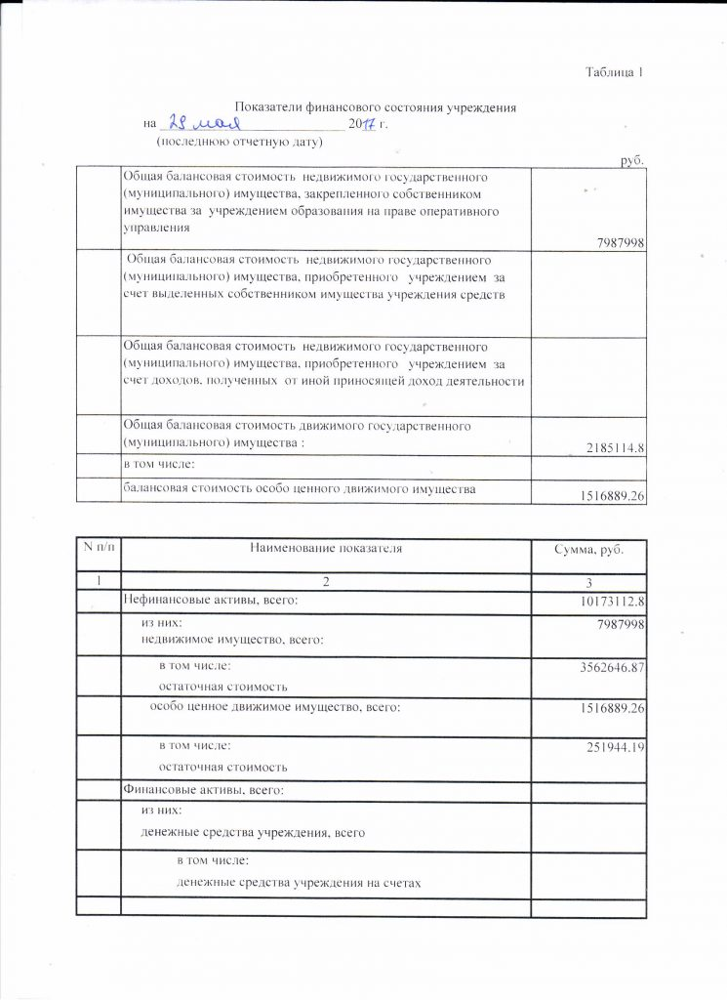 Таблица 1
Показатели финансового состояния учреждения
на 29 мая 2017 г.
(последнюю отчетную дату)
руб.
Общая балансовая стоимость недвижимого государственного
(муниципального) имущества, закрепленного собственником
имущества за учреждением образования на праве оперативного
управления
7987998
Общая балансовая стоимость недвижимого государственного
(муниципального) имущества, приобретенного учреждением за
счет выделенных собственником имущества учреждения средств
Общая балансовая стоимость недвижимого государственного
(муниципального) имущества, приобретенного учреждением за
счет доходов, полученных от иной приносящей доход деятельности
Общая балансовая стоимость движимого государственного
(муниципального) имущества :
2185114.8
в том числе:
балансовая стоимость особо ценного движимого имущества
1516889.26
N п/п Наименование показателя Сумма, руб.
1 2 3
Нефинансовые активы, всего: 10173112.8
из них: 7987998
недвижимое имущество, всего:
в том числе: 3562646.87
остаточная стоимость
особо ценное движимое имущество, всего: 1516889.26
в том числе: 251944.19
остаточная стоимость
Финансовые активы, всего:
из них:
денежные средства учреждения, всего
в том числе:
денежные средства учреждения на счетах